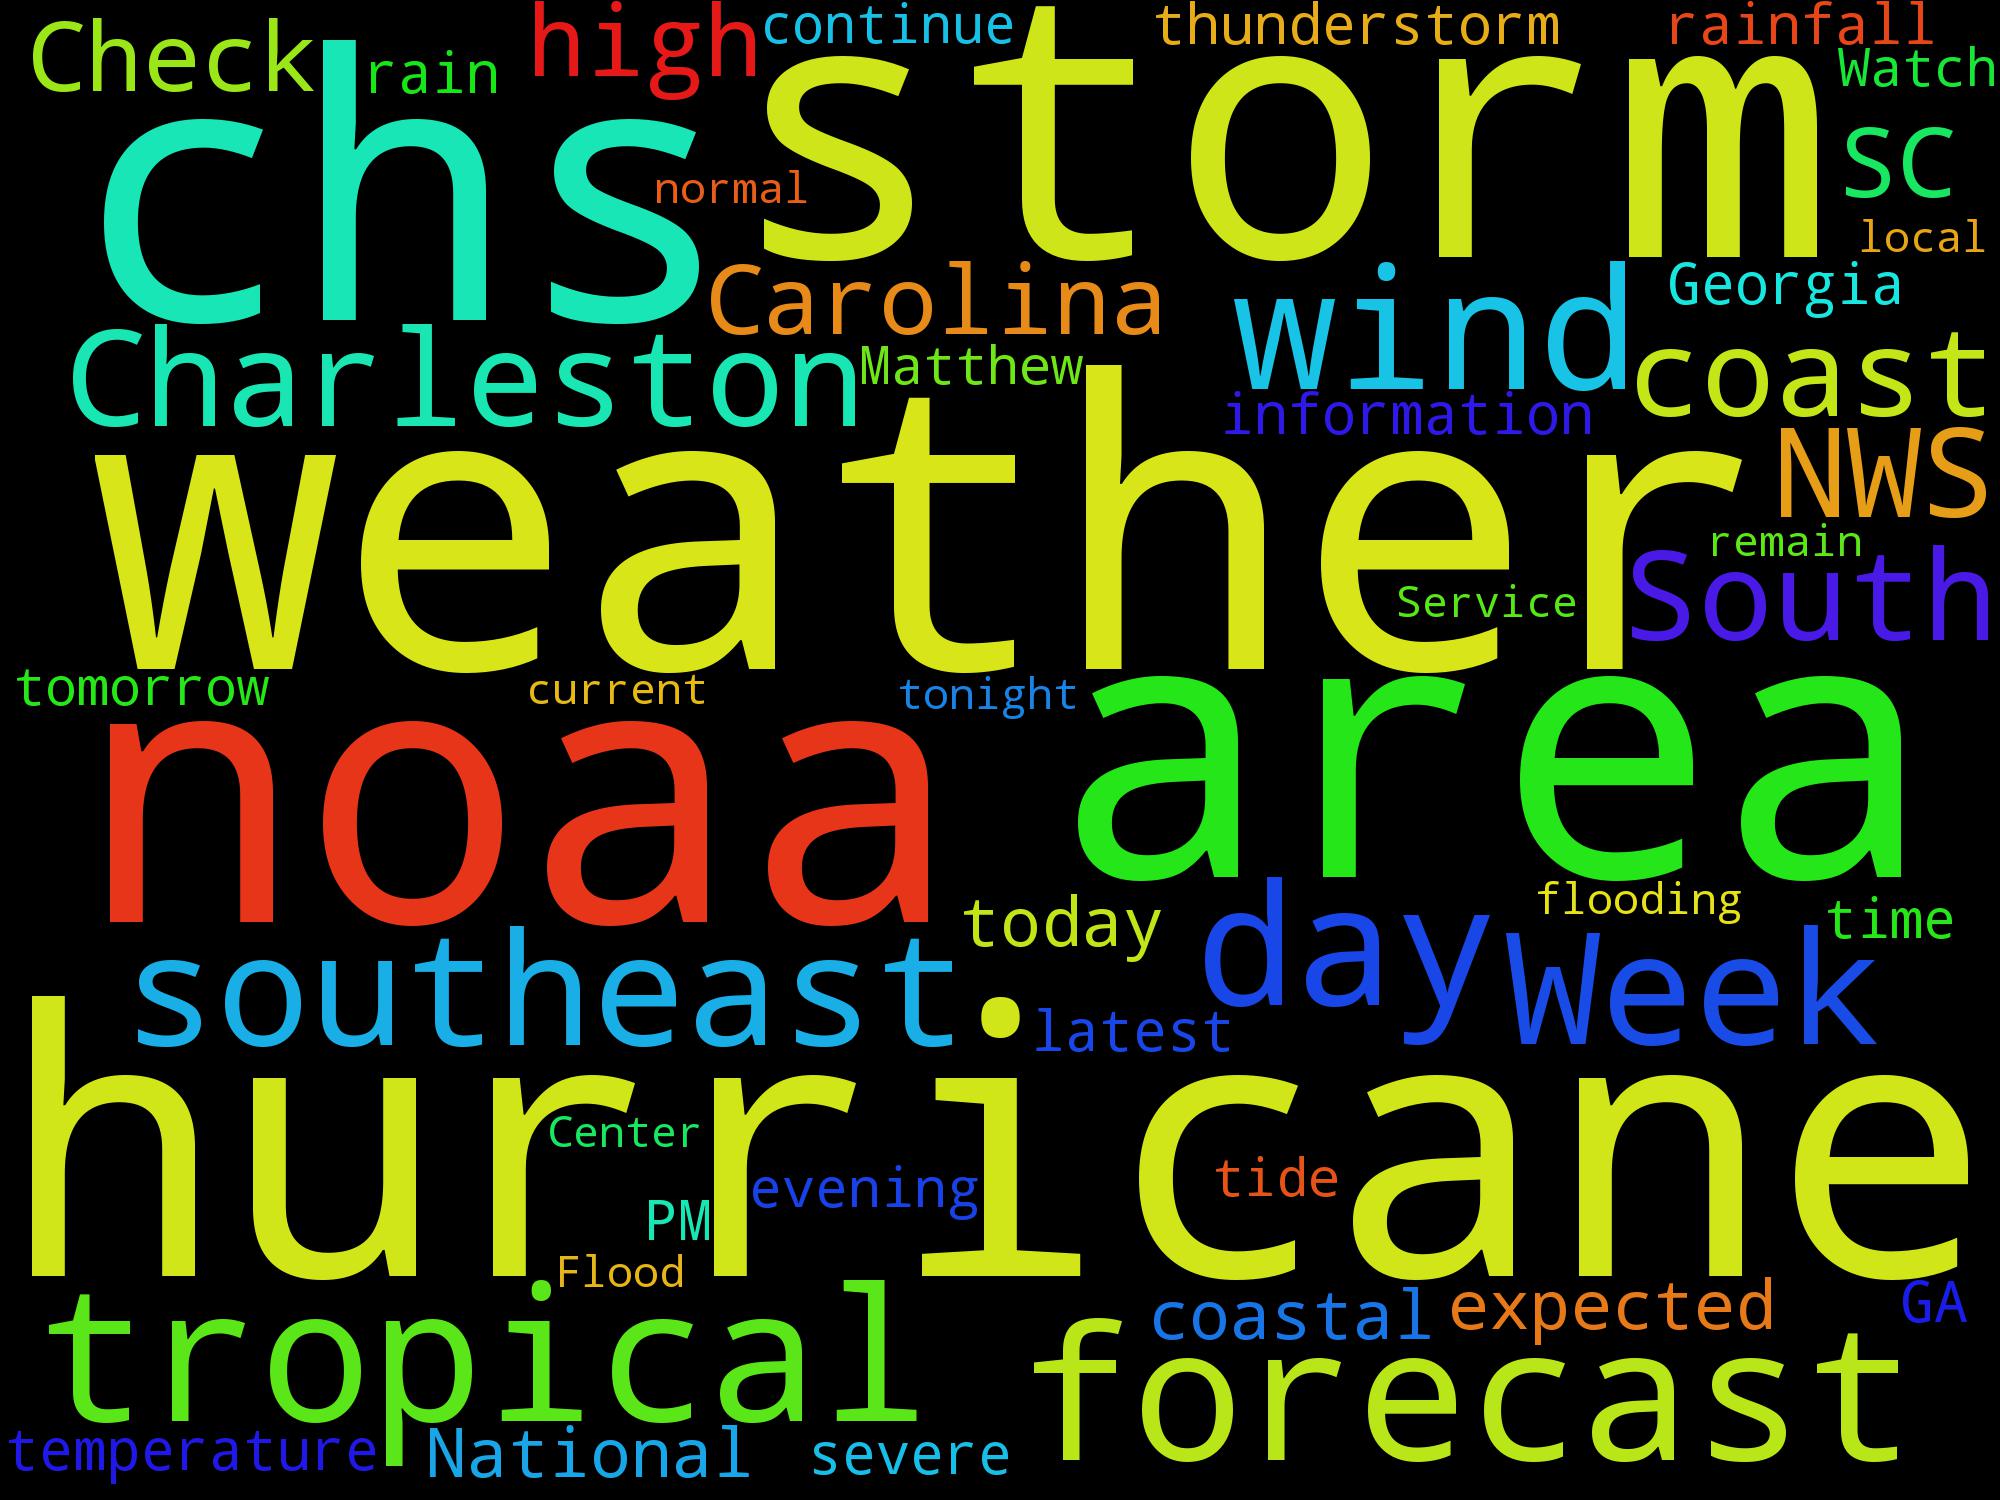 Check
rain
high
continue
thunderstorm
rainfall
Watch
chs
storm
normal
SC
local
Carolina
wind
Georgia
Charleston
Matthew
coast
information
NWS
weather
remain
Service
South
tomorrow
current
tonight
area
noaa
today
day
flooding
time
southeast
Week
latest
hurricane
Center
evening
tide
PM
Flood
tropical
coastal
expected
GA
forecast
temperature
National
severe